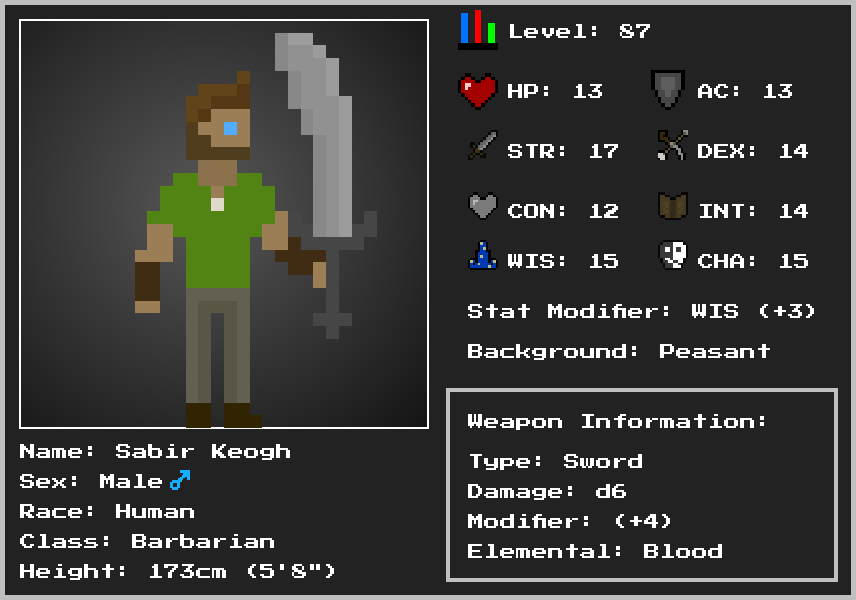 Level: 87
HP: 13 AC: 13
STR: 17 DEX: 14
CON: 12 INT: 14
WIS: 15 CHA: 15
Stat Modifier: WIS (+3)
Background: Peasant
Weapon Information:
Type: Sword
Damage: d6
Modifier: (+4)
Elemental: Blood
Name: Sabir Keogh
Sex: Male ♂
Race: Human
Class: Barbarian
Height: 173cm (5'8")